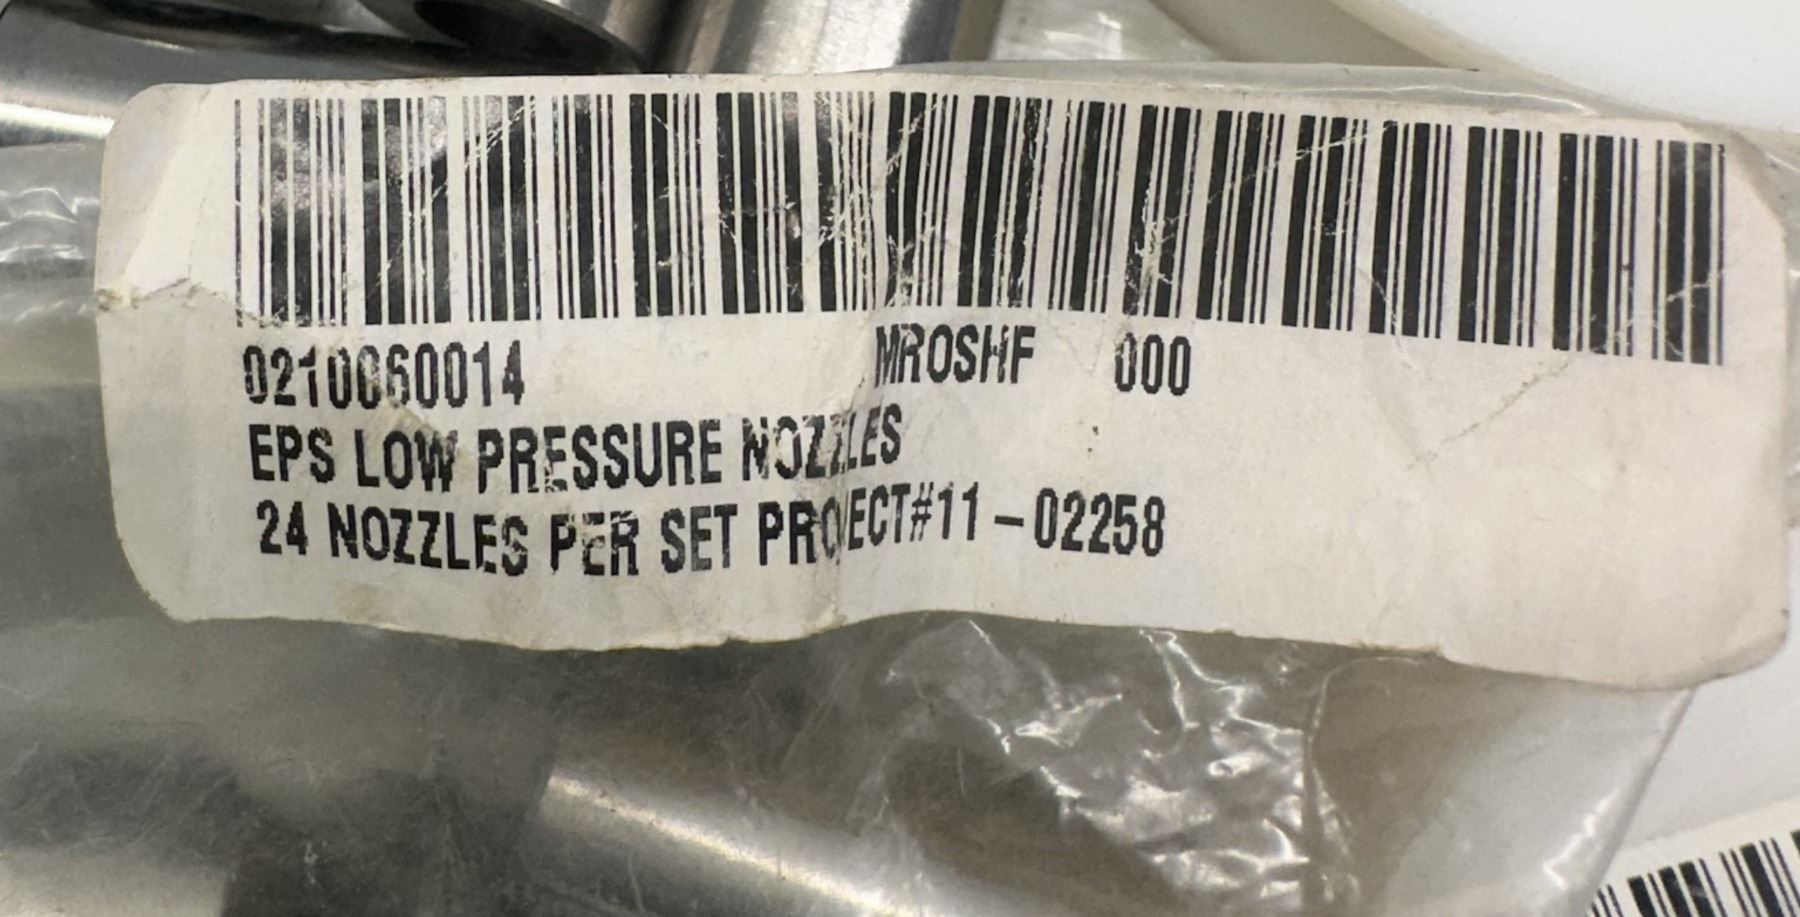 0210060014 MROSHF 000
EPS LOW PRESSURE NOZZLES
24 NOZZLES PER SET PROJECT#11-02258